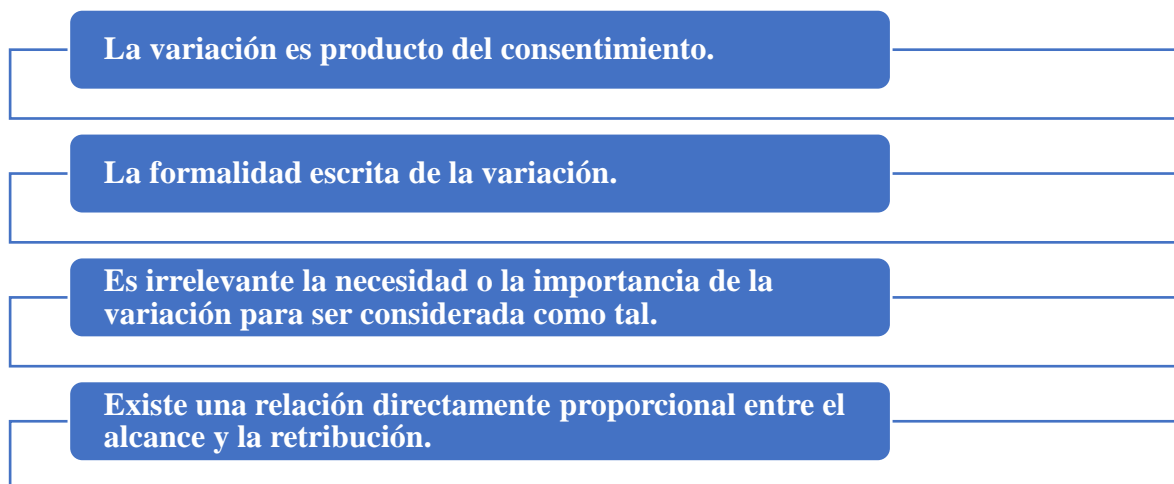 La variación es producto del consentimiento.
La formalidad escrita de la variación.
Es irrelevante la necesidad o la importancia de la
variación para ser considerada como tal.
Existe una relación directamente proporcional entre el
alcance y la retribución.